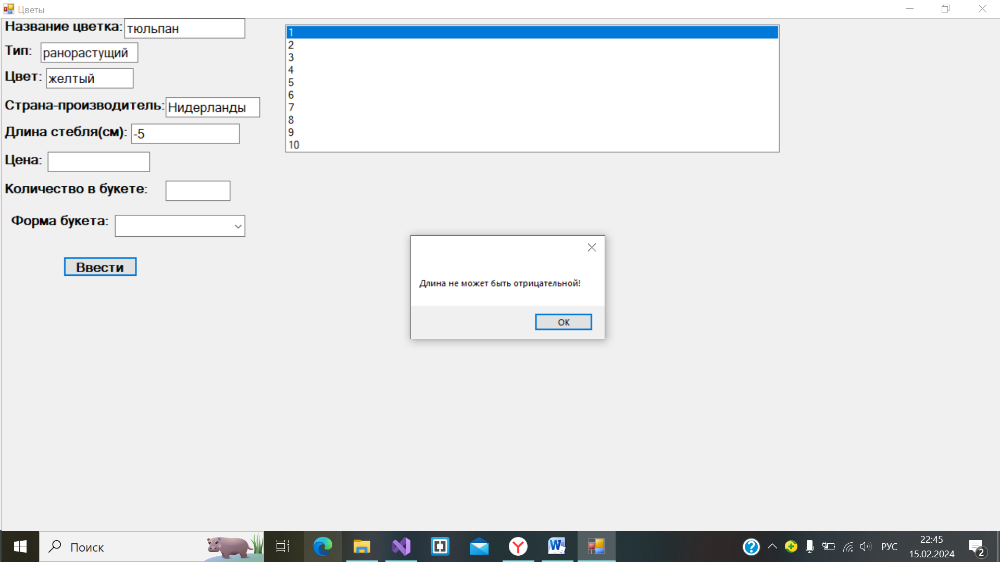 Цветы
Название цветка: тюльпан
Тип: ранорастущий
Цвет: желтый
Страна-производитель: Нидерланды
Длина стебля(см): -5
Цена:
Количество в букете:
Форма букета:
Ввести
1
2
3
4
5
6
7
8
9
10
Длина не может быть отрицательной!
ОК
Поиск
РУС
22:45
15.02.2024
2